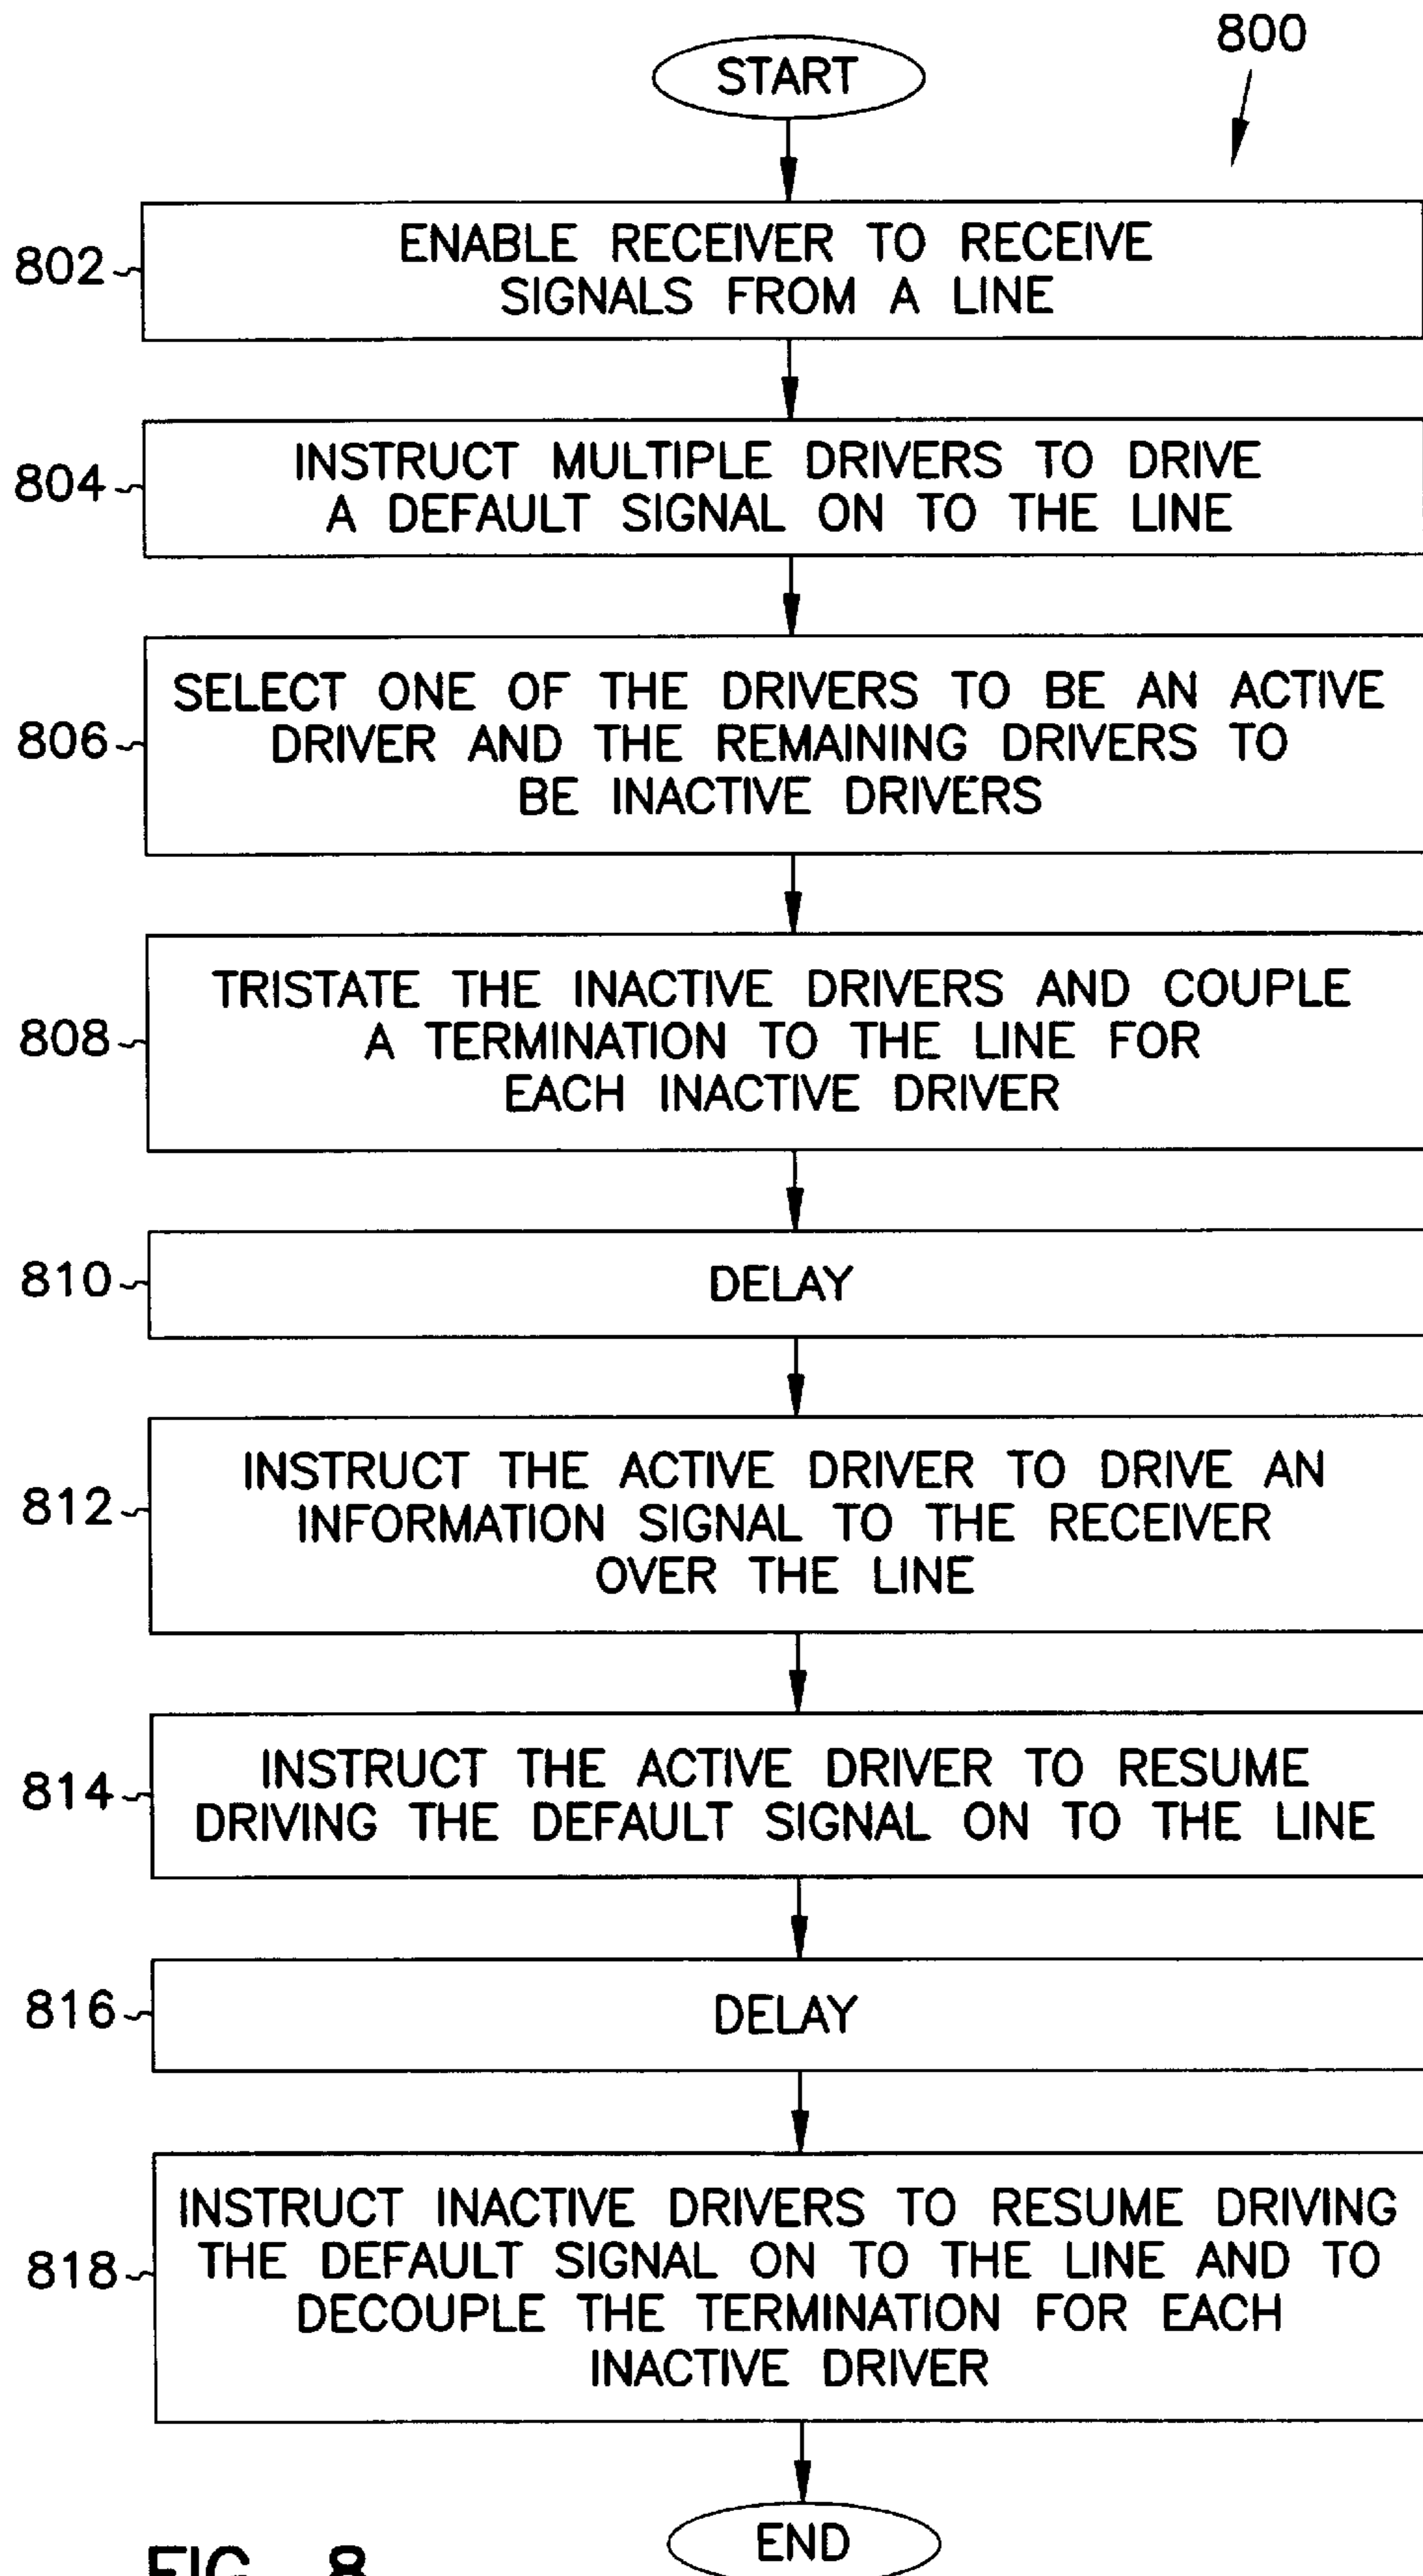 800
START
802
ENABLE RECEIVER TO RECEIVE
SIGNALS FROM A LINE
804
INSTRUCT MULTIPLE DRIVERS TO DRIVE
A DEFAULT SIGNAL ON TO THE LINE
806
SELECT ONE OF THE DRIVERS TO BE AN ACTIVE
DRIVER AND THE REMAINING DRIVERS TO
BE INACTIVE DRIVERS
808
TRISTATE THE INACTIVE DRIVERS AND COUPLE
A TERMINATION TO THE LINE FOR
EACH INACTIVE DRIVER
810
DELAY
812
INSTRUCT THE ACTIVE DRIVER TO DRIVE AN
INFORMATION SIGNAL TO THE RECEIVER
OVER THE LINE
814
INSTRUCT THE ACTIVE DRIVER TO RESUME
DRIVING THE DEFAULT SIGNAL ON TO THE LINE
816
DELAY
818
INSTRUCT INACTIVE DRIVERS TO RESUME DRIVING
THE DEFAULT SIGNAL ON TO THE LINE AND TO
DECOUPLE THE TERMINATION FOR EACH
INACTIVE DRIVER
END
FIG. 8